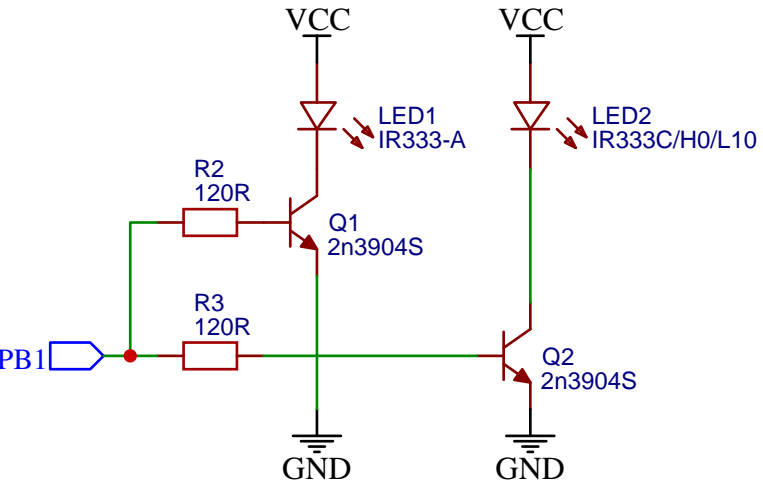 VCC
VCC
LED1
IR333-A
LED2
IR333C/H0/L10
R2
120R
Q1
2n3904S
R3
120R
PB1
Q2
2n3904S
GND
GND